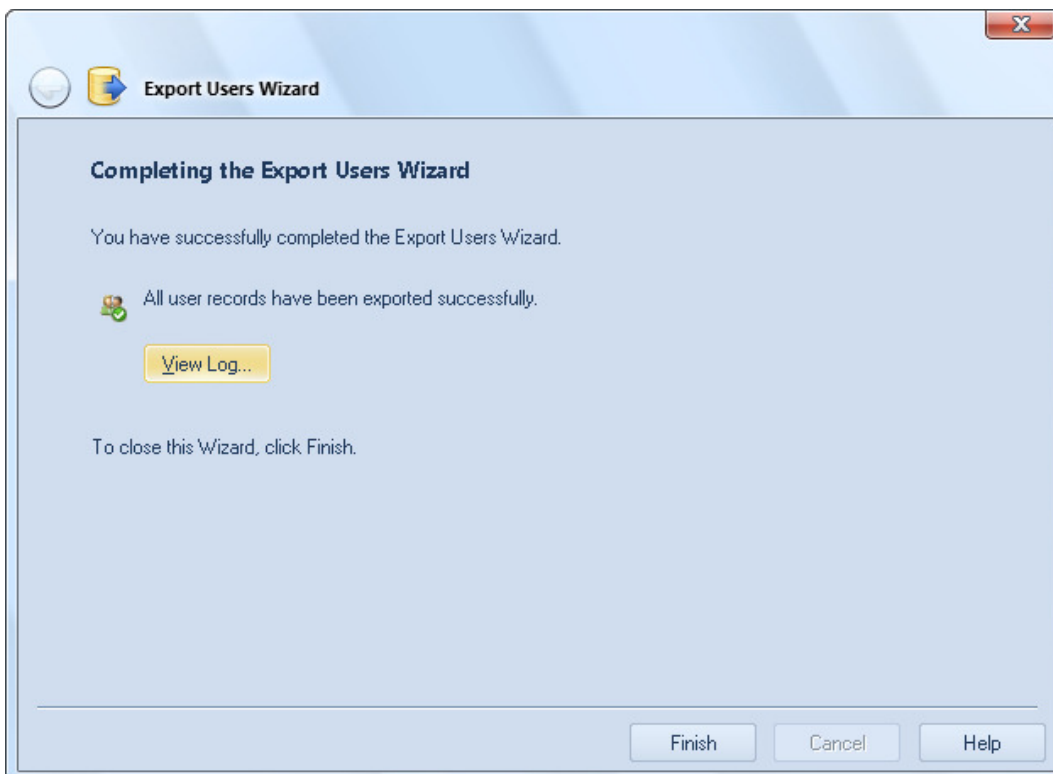 Export Users Wizard
Completing the Export Users Wizard
You have successfully completed the Export Users Wizard.
All user records have been exported successfully.
View Log...
To close this Wizard, click Finish.
Finish Cancel Help